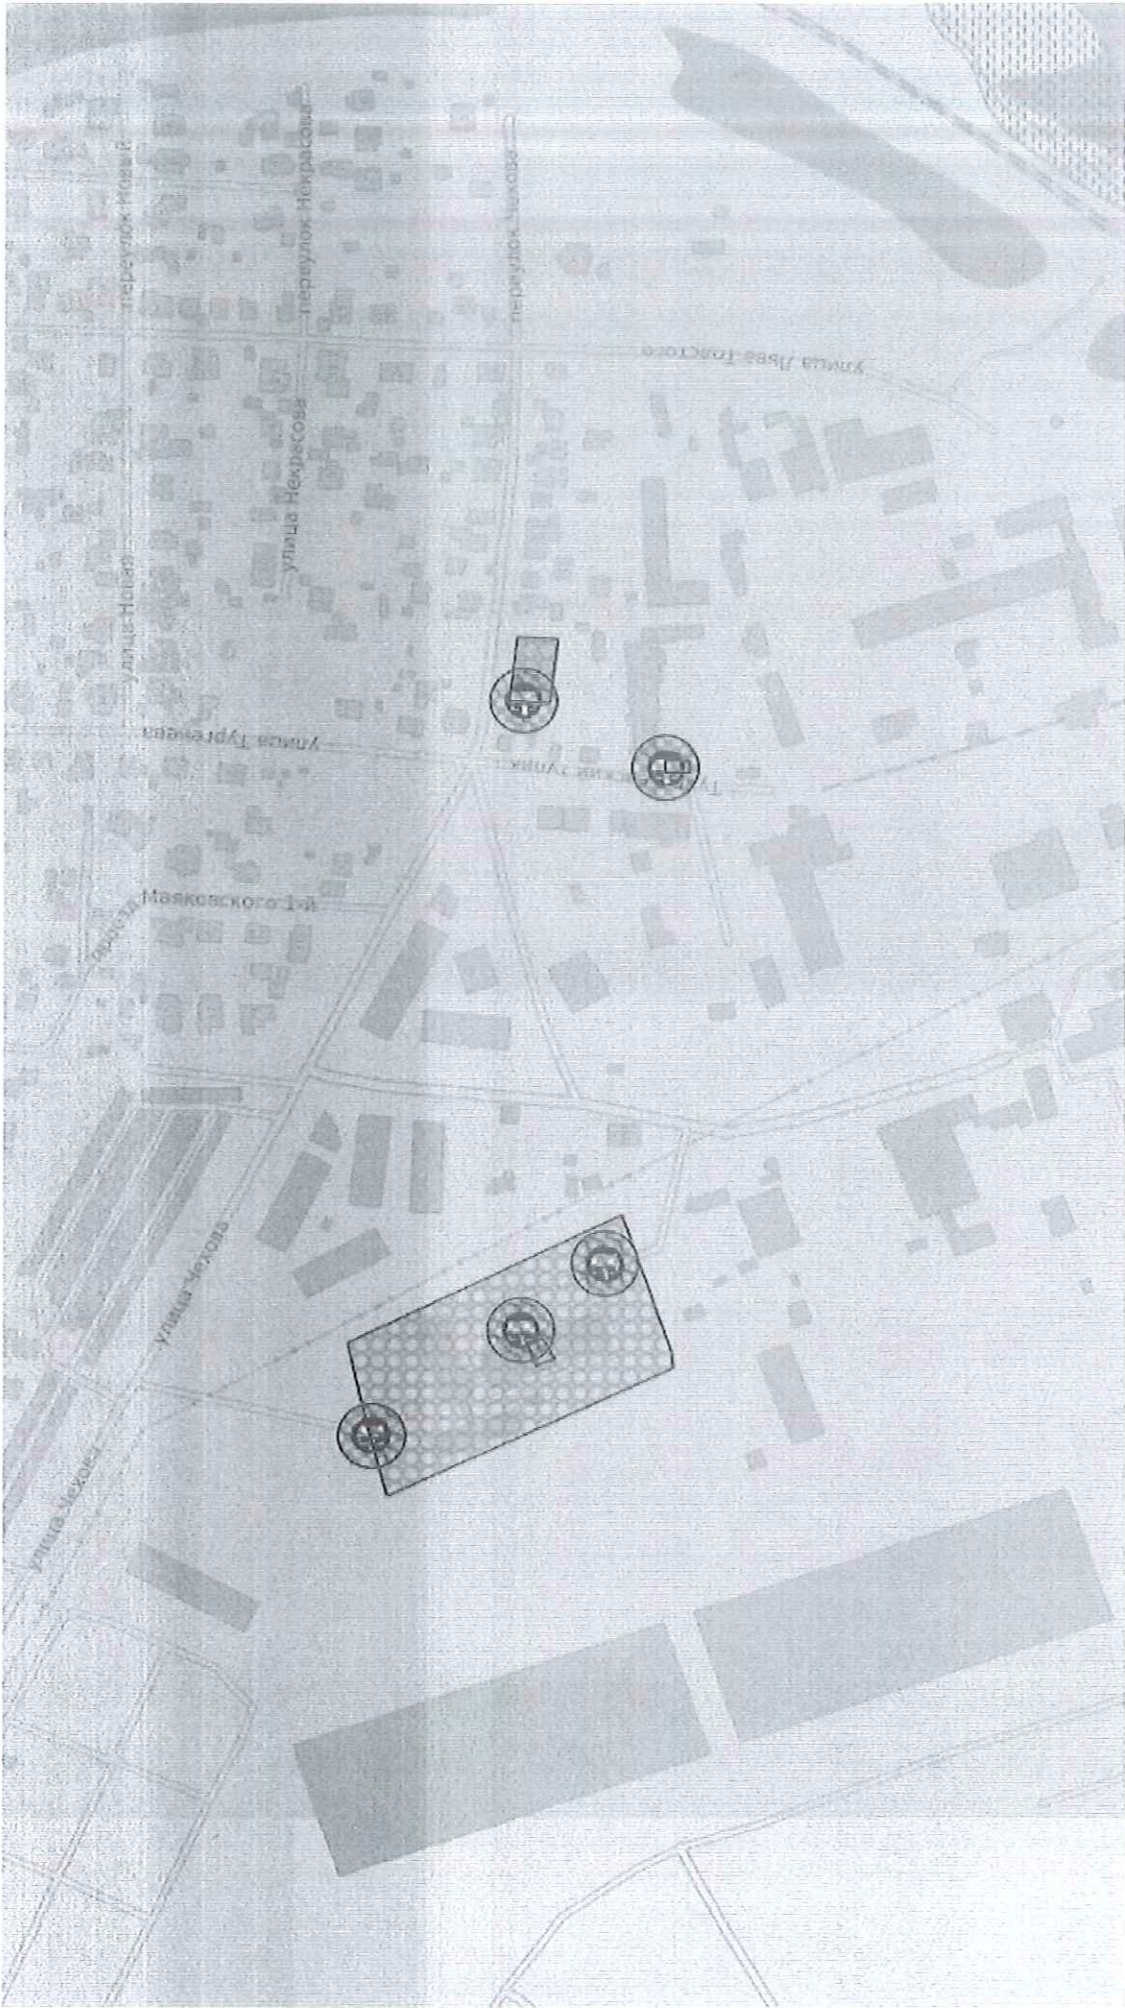 переулок Новый
переулок Некрасова
переулок Чехова
улица Льва Толстого
улица Некрасова
улица Новая
улица Тургенева
тупик
Маяковского 1-й
проезд
улица Чехова
улица Чехова